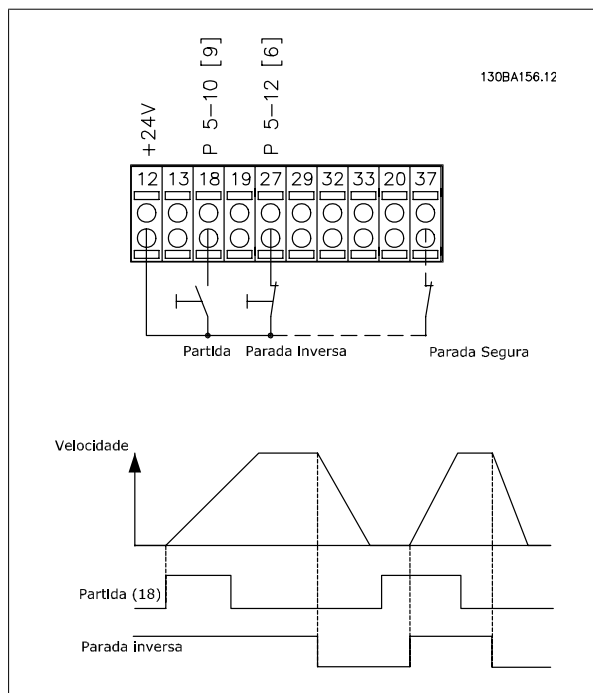 +24V
P 5-10 [9]
P 5-12 [6]
130BA156.12
12 13 18 19 27 29 32 33 20 37
Partida Parada Inversa Parada Segura
Velocidade
Partida (18)
Parada inversa